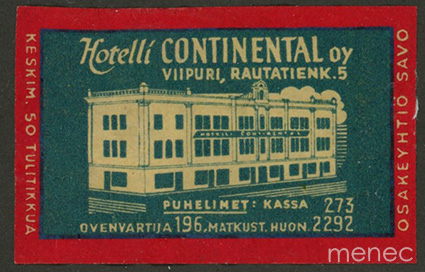 Hotelli CONTINENTAL OY
VIIPURI, RAUTATIENK. 5
HOTELLI CONTINENTAL
PUHELIMET: KASSA 273
OVENVARTIJA 196, MATKUST. HUON. 2292
KESKIM. 50 TULITIKKUA
OSAKEYHTIÖ SAVO
menec